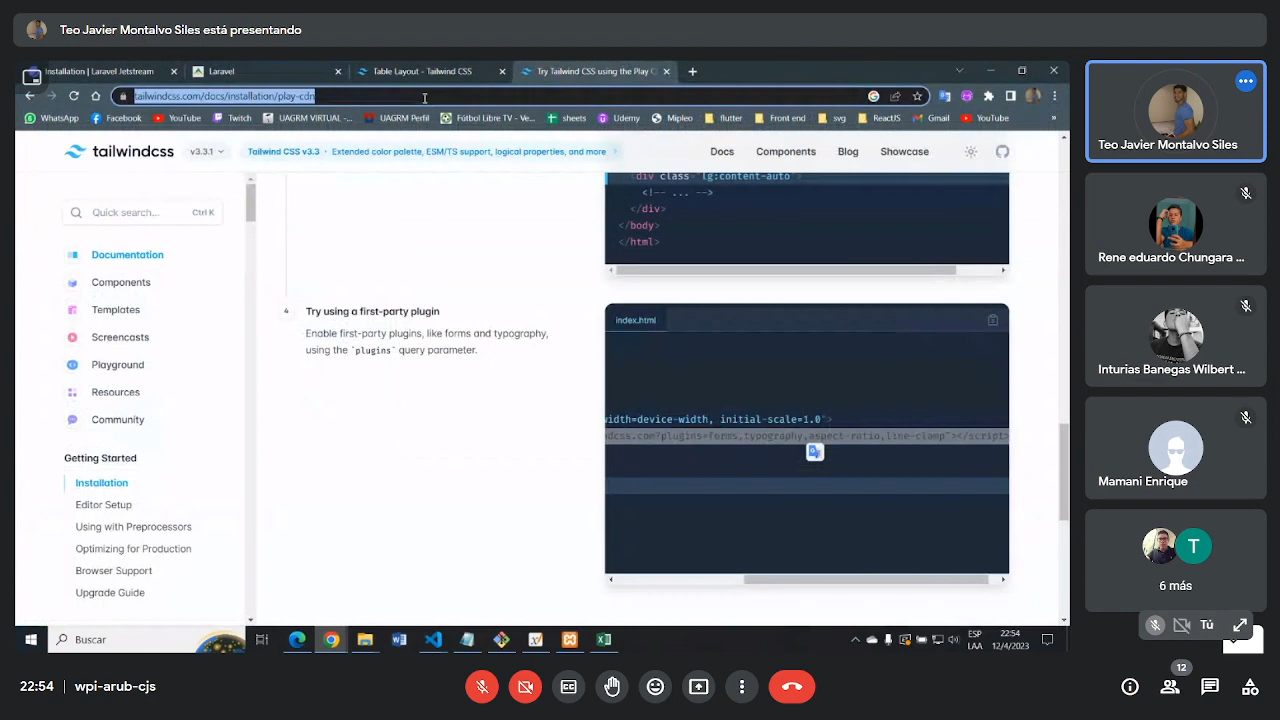 Teo Javier Montalvo Siles está presentando
Installation | Laravel Jetstream
Laravel
Table Layout - Tailwind CSS
Try Tailwind CSS using the Play C
tailwindcss.com/docs/installation/play-cdn
WhatsApp
Facebook
YouTube
Twitch
UAGRM VIRTUAL -...
UAGRM Perfil
Fútbol Libre TV - Ve...
sheets
Udemy
Mipleo
flutter
Front end
svg
ReactJS
Gmail
YouTube
»
tailwindcss
v3.3.1
Tailwind CSS v3.3 • Extended color palette, ESM/TS support, logical properties, and more
Docs
Components
Blog
Showcase
Quick search...
Ctrl K
Documentation
Components
Templates
Screencasts
Playground
Resources
Community
Getting Started
Installation
Editor Setup
Using with Preprocessors
Optimizing for Production
Browser Support
Upgrade Guide
<div class="lg:content-auto">
<!-- ... -->
</div>
</body>
</html>
4
Try using a first-party plugin
Enable first-party plugins, like forms and typography,
using the `plugins` query parameter.
index.html
width=device-width, initial-scale=1.0">
ndcss.com?plugins=forms,typography,aspect-ratio,line-clamp"></script>
Buscar
ESP
LAA
22:54
12/4/2023
Teo Javier Montalvo Siles
Rene eduardo Chungara ...
Inturias Banegas Wilbert ...
Mamani Enrique
T
6 más
Tú
22:54
wpi-arub-cjs
12